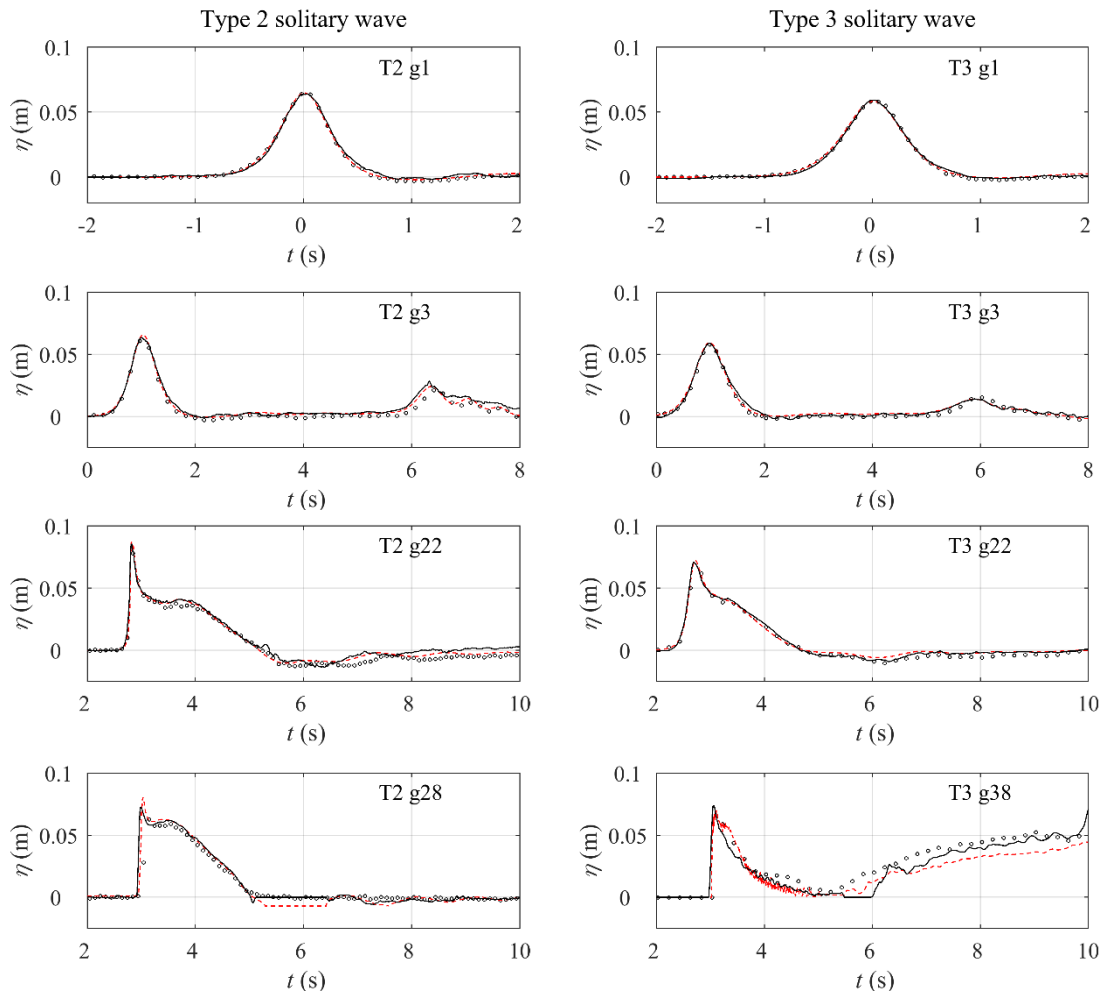 Type 2 solitary wave
Type 3 solitary wave
0.1
T2 g1
0.05
η (m)
0
-2 -1 0 1 2
t (s)
0.1
T3 g1
0.05
η (m)
0
-2 -1 0 1 2
t (s)
0.1
T2 g3
0.05
η (m)
0
0 2 4 6 8
t (s)
0.1
T3 g3
0.05
η (m)
0
0 2 4 6 8
t (s)
0.1
T2 g22
0.05
η (m)
0
2 4 6 8 10
t (s)
0.1
T3 g22
0.05
η (m)
0
2 4 6 8 10
t (s)
0.1
T2 g28
0.05
η (m)
0
2 4 6 8 10
t (s)
0.1
T3 g38
0.05
η (m)
0
2 4 6 8 10
t (s)